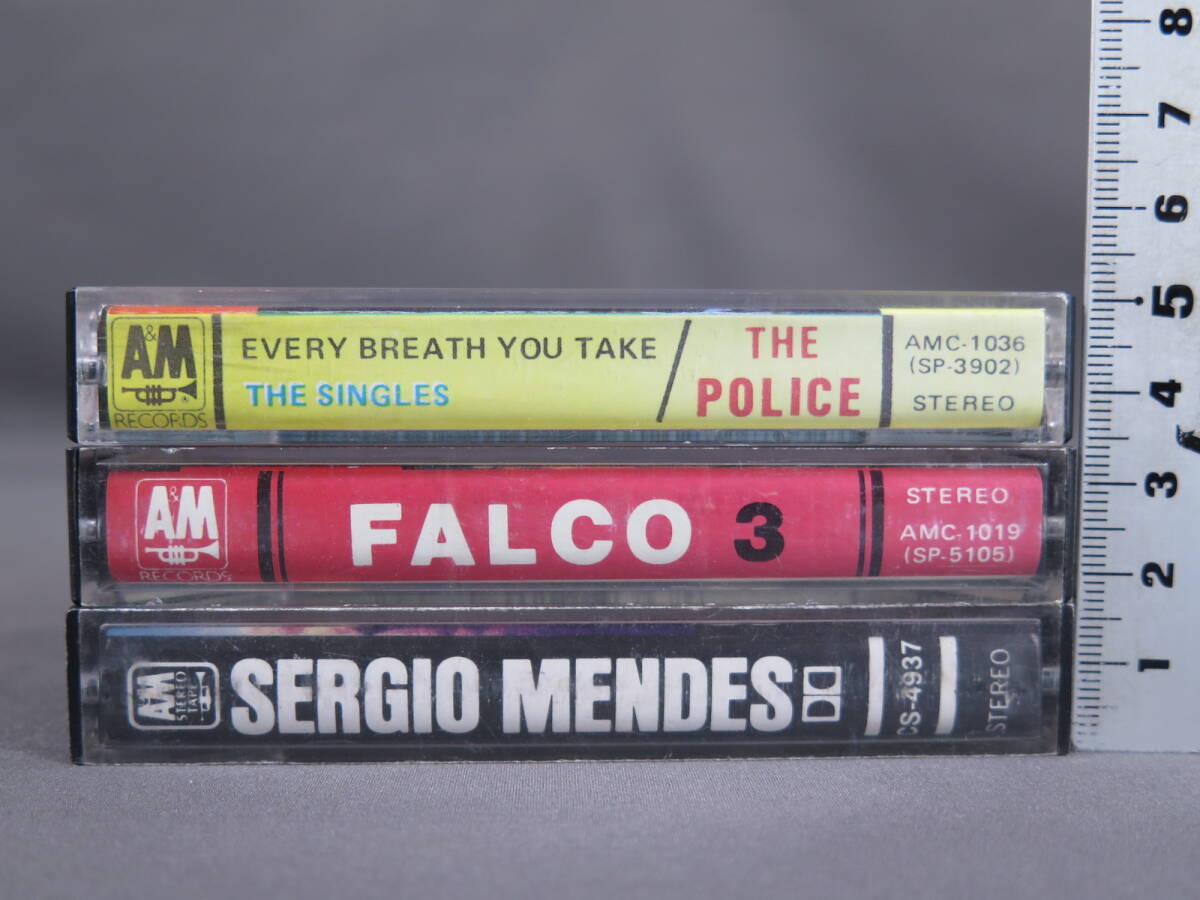 A&M
RECORDS
EVERY BREATH YOU TAKE
THE SINGLES
/
THE
POLICE
AMC-1036
(SP-3902)
STEREO
A&M
RECORDS
FALCO 3
STEREO
AMC-1019
(SP-5105)
A&M
STEREO
TAPE
SERGIO MENDES
CS-4937
STEREO
8
7
6
5
4
3
2
1